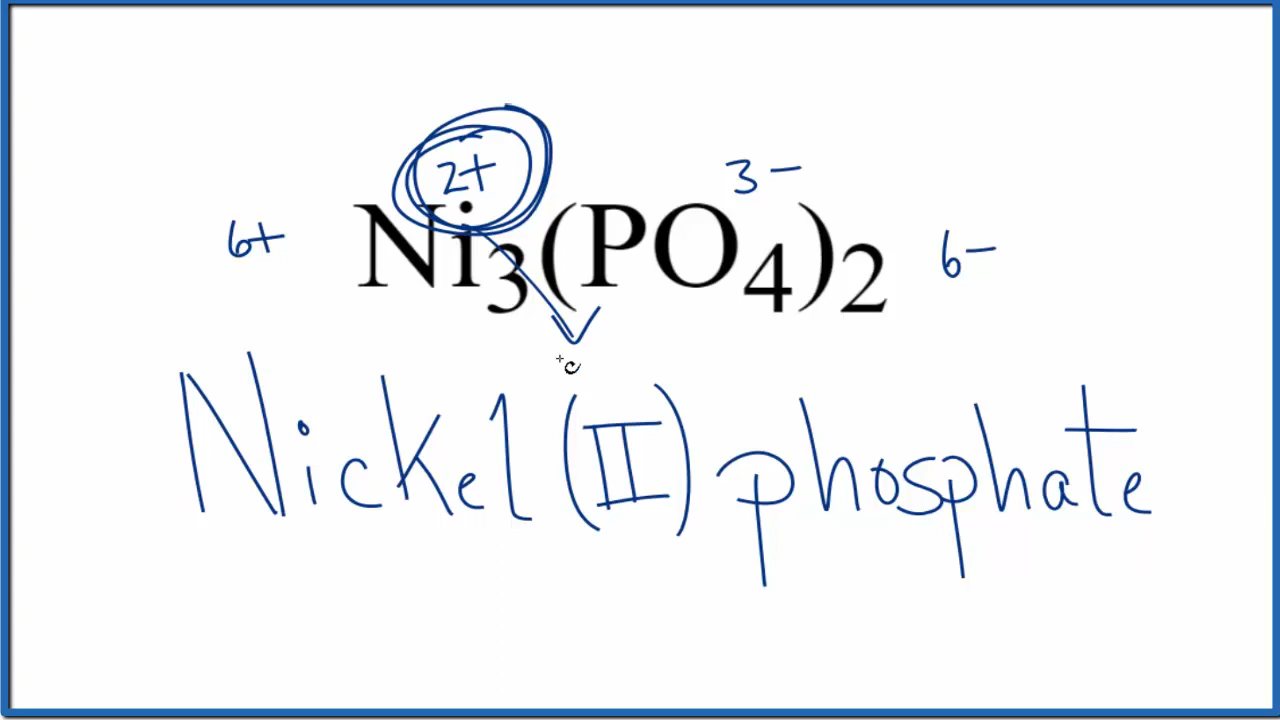 2+ 3-
6+ Ni₃(PO₄)₂ 6-
Nickel (II) phosphate